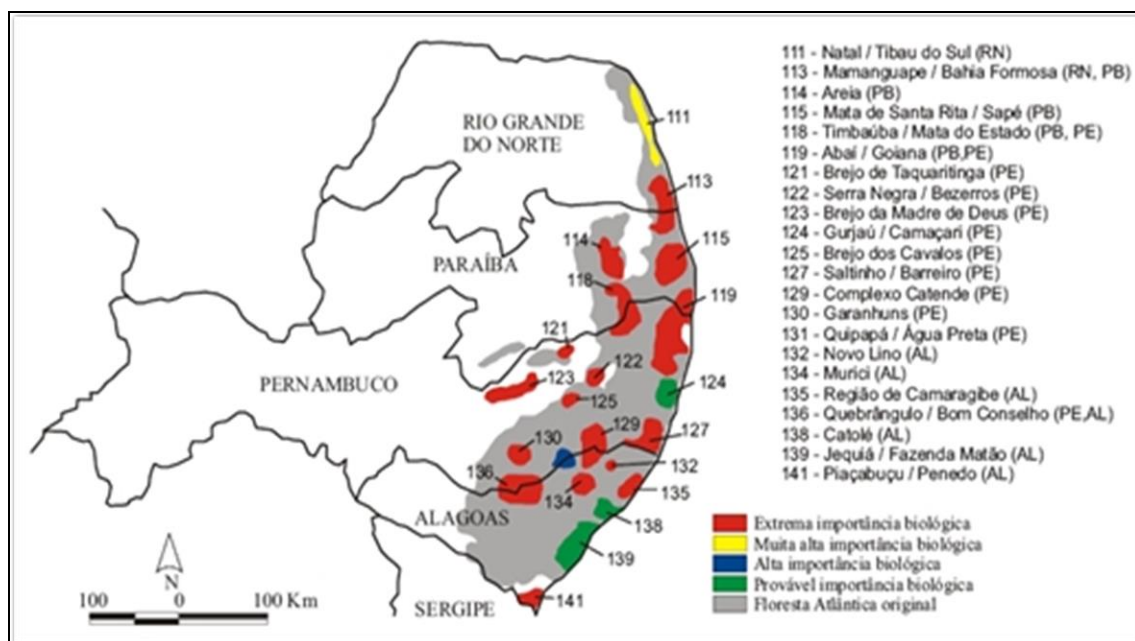 111 - Natal / Tibau do Sul (RN)
113 - Mamanguape / Bahia Formosa (RN, PB)
114 - Areia (PB)
115 - Mata de Santa Rita / Sapé (PB)
118 - Timbaúba / Mata do Estado (PB, PE)
119 - Abaí / Goiana (PB,PE)
121 - Brejo de Taquaritinga (PE)
122 - Serra Negra / Bezerros (PE)
123 - Brejo da Madre de Deus (PE)
124 - Gurjaú / Camaçari (PE)
125 - Brejo dos Cavalos (PE)
127 - Saltinho / Barreiro (PE)
129 - Complexo Catende (PE)
130 - Garanhuns (PE)
131 - Quipapá / Água Preta (PE)
132 - Novo Lino (AL)
134 - Murici (AL)
135 - Região de Camaragibe (AL)
136 - Quebrângulo / Bom Conselho (PE,AL)
138 - Catolé (AL)
139 - Jequiá / Fazenda Matão (AL)
141 - Piaçabuçu / Penedo (AL)
RIO GRANDE
DO NORTE
111
113
114
PARAÍBA
115
118
119
121
122
PERNAMBUCO
123
124
125
129
127
130
132
136
134
135
ALAGOAS
138
139
141
SERGIPE
N
100 0 100 Km
Extrema importância biológica
Muita alta importância biológica
Alta importância biológica
Provável importância biológica
Floresta Atlântica original